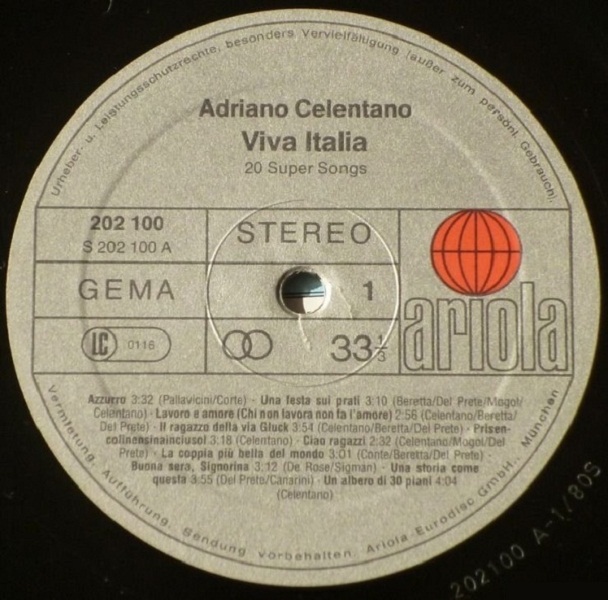 Urheber- u. Leistungsschutzrechte, besonders Vervielfältigung (außer zum persönl. Gebrauch),
Adriano Celentano
Viva Italia
20 Super Songs
202 100
S 202 100 A
STEREO
GEMA
1
LC 0116
33 1/3
ariola
Azzurro 3:32 (Pallavicini/Corte) · Una festa sui prati 3:10 (Beretta/Del Prete/Mogol/
Celentano) · Lavoro e amore (Chi non lavora non fa l'amore) 2:56 (Celentano/Beretta/
Del Prete) · Il ragazzo della via Gluck 3:54 (Celentano/Beretta/Del Prete) · Prisen-
colinensinainciusol 3:18 (Celentano) · Ciao ragazzi 2:32 (Celentano/Mogol/Del
Prete) · La coppia più bella del mondo 3:01 (Conte/Beretta/Del Prete) ·
Buona sera, Signorina 3:12 (De Rose/Sigman) · Una storia come
questa 3:55 (Del Prete/Canarini) · Un albero di 30 piani 4:04
(Celentano)
Vermietung, Aufführung, Sendung vorbehalten. Ariola-Eurodisc GmbH., München
202100 A-1/80S